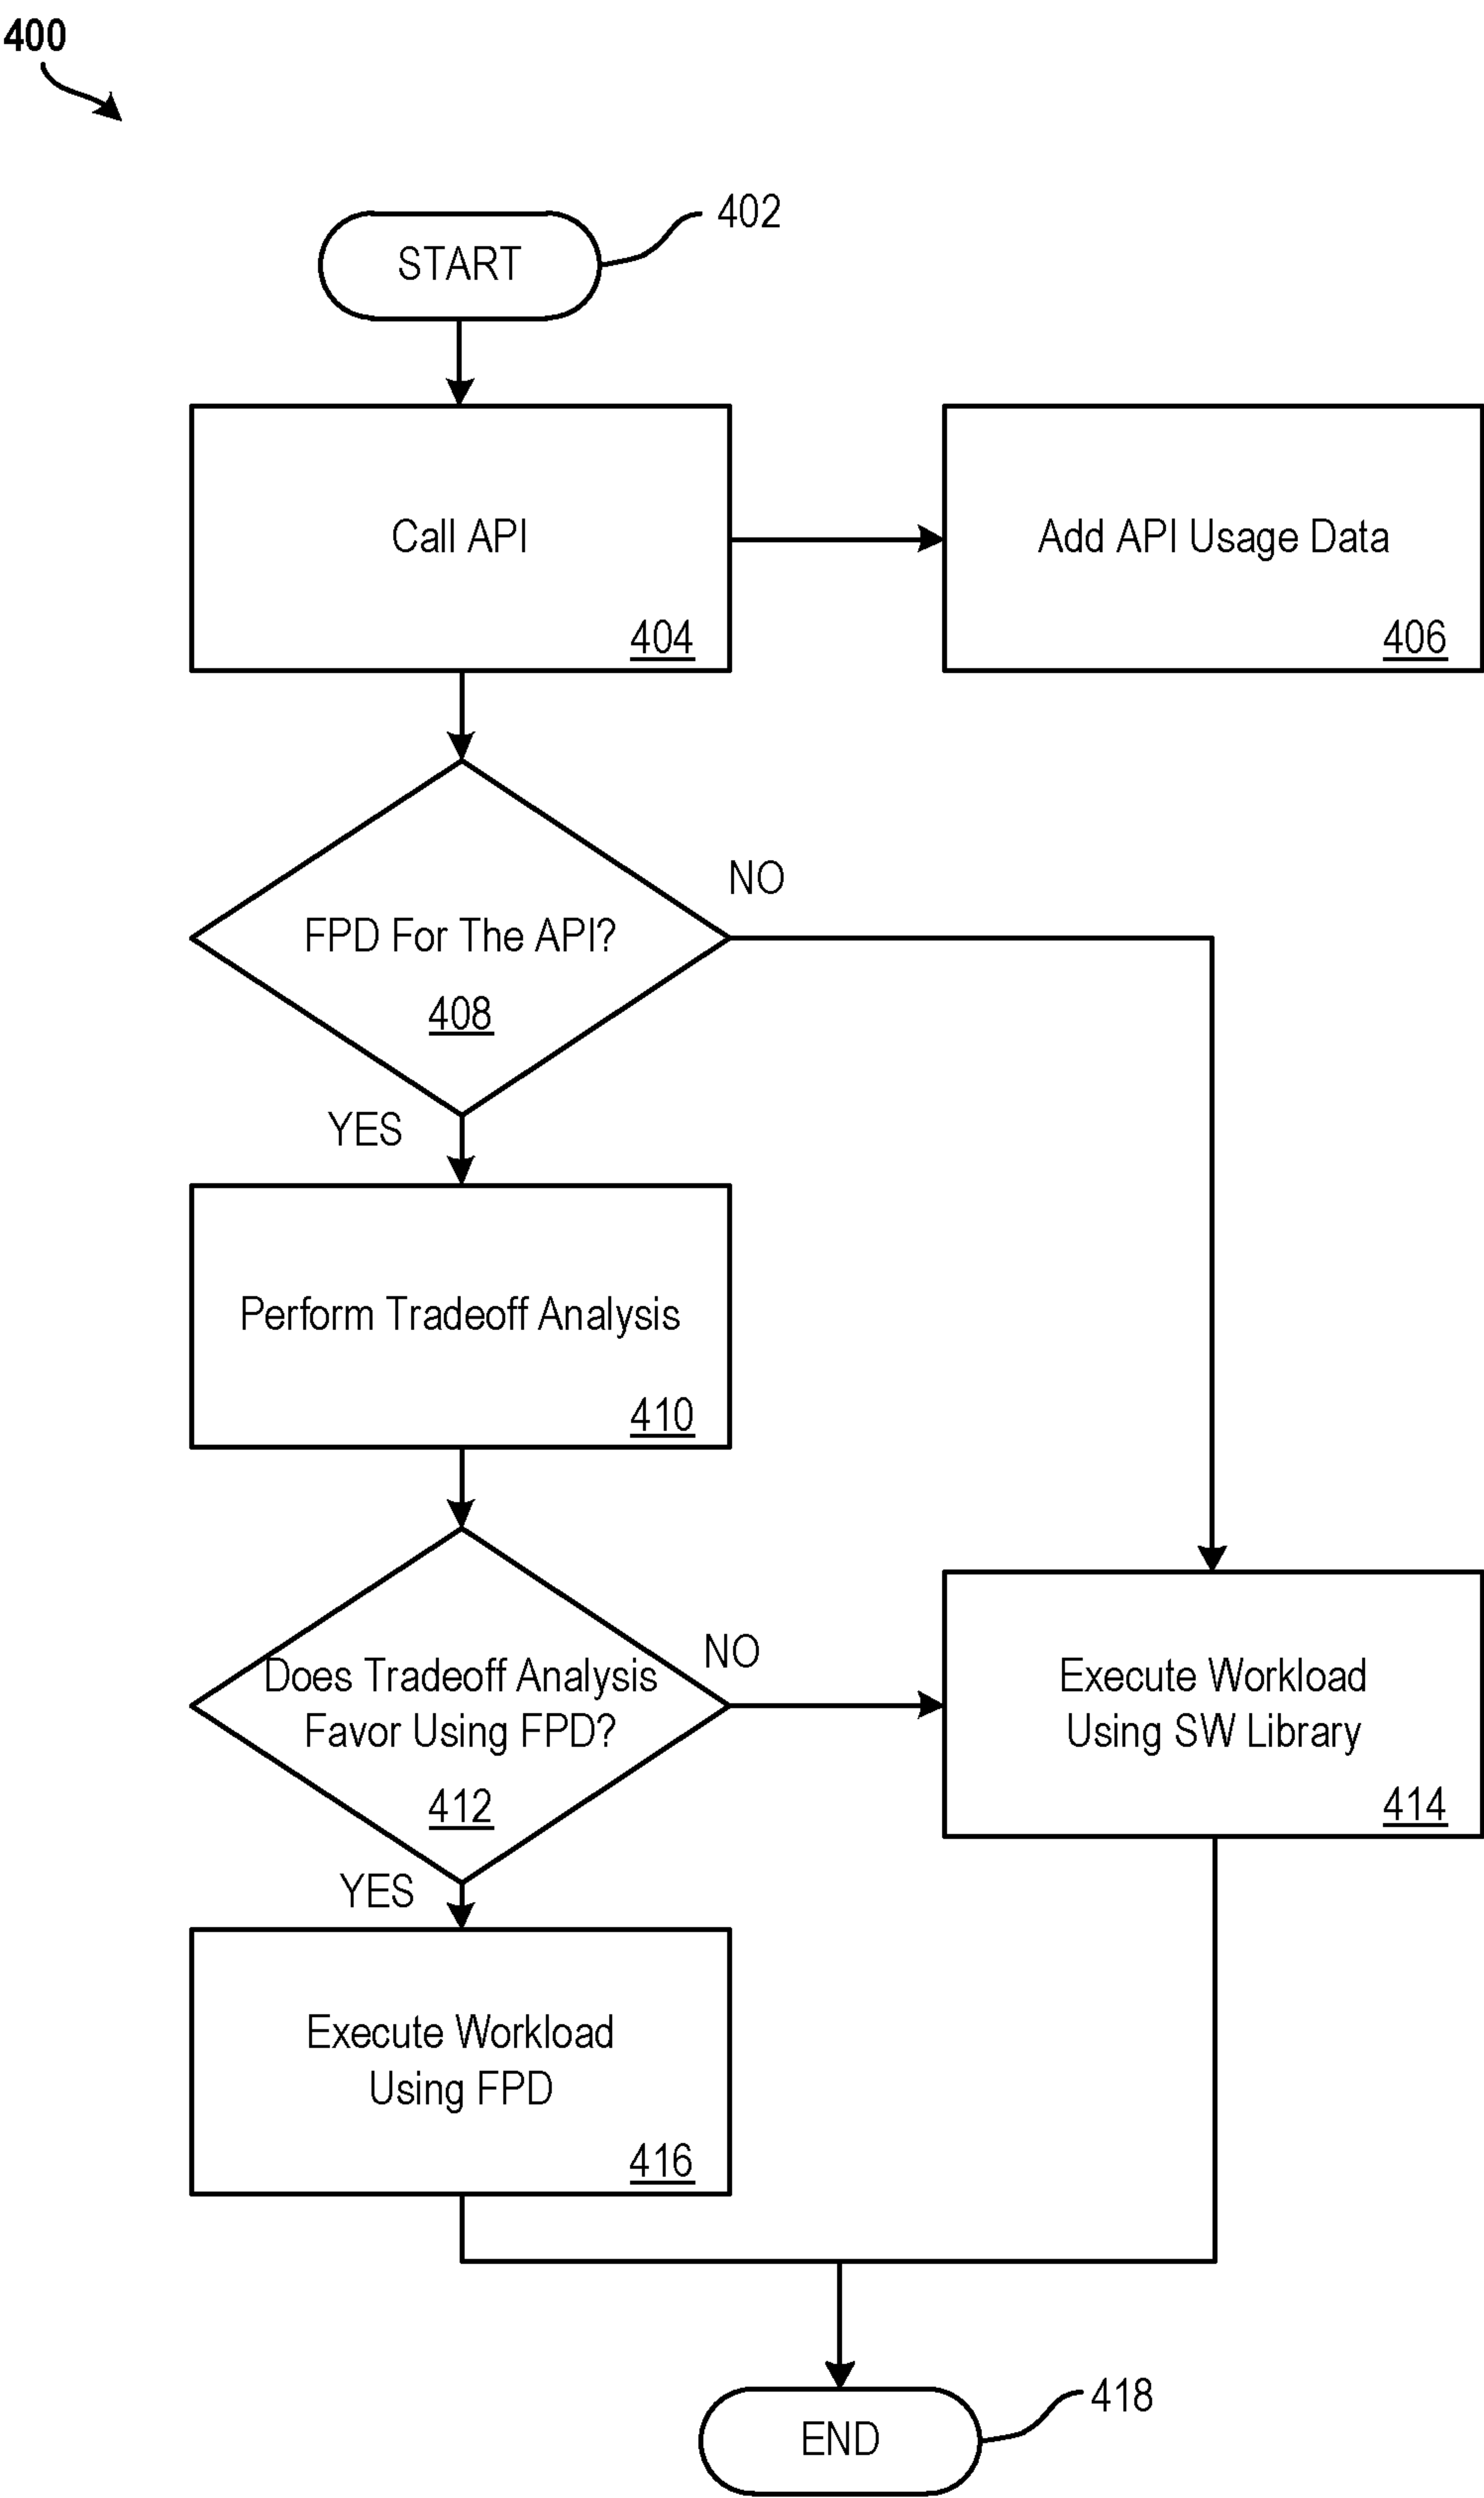 400
402
START
Call API
404
Add API Usage Data
406
NO
FPD For The API?
408
YES
Perform Tradeoff Analysis
410
NO
Does Tradeoff Analysis
Favor Using FPD?
412
Execute Workload
Using SW Library
414
YES
Execute Workload
Using FPD
416
418
END